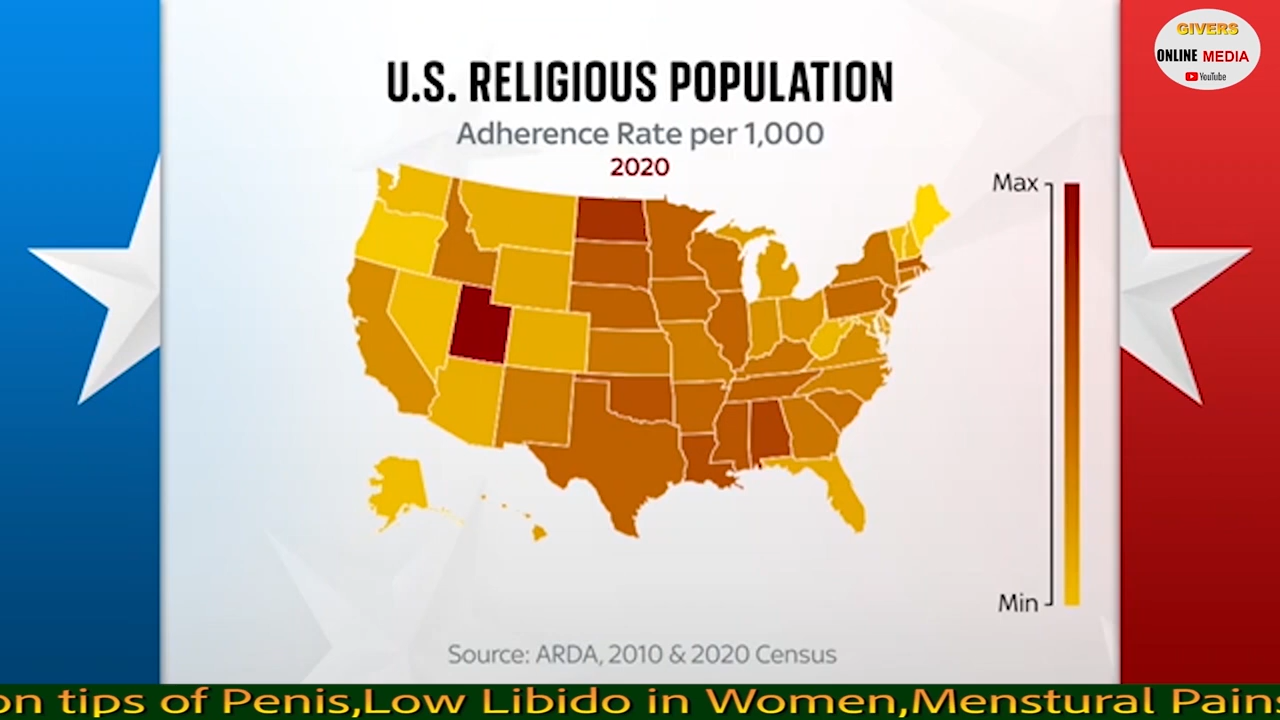 GIVERS
ONLINE MEDIA
YouTube
U.S. RELIGIOUS POPULATION
Adherence Rate per 1,000
2020
Max
Min
Source: ARDA, 2010 & 2020 Census
on tips of Penis,Low Libido in Women,Menstural Pain